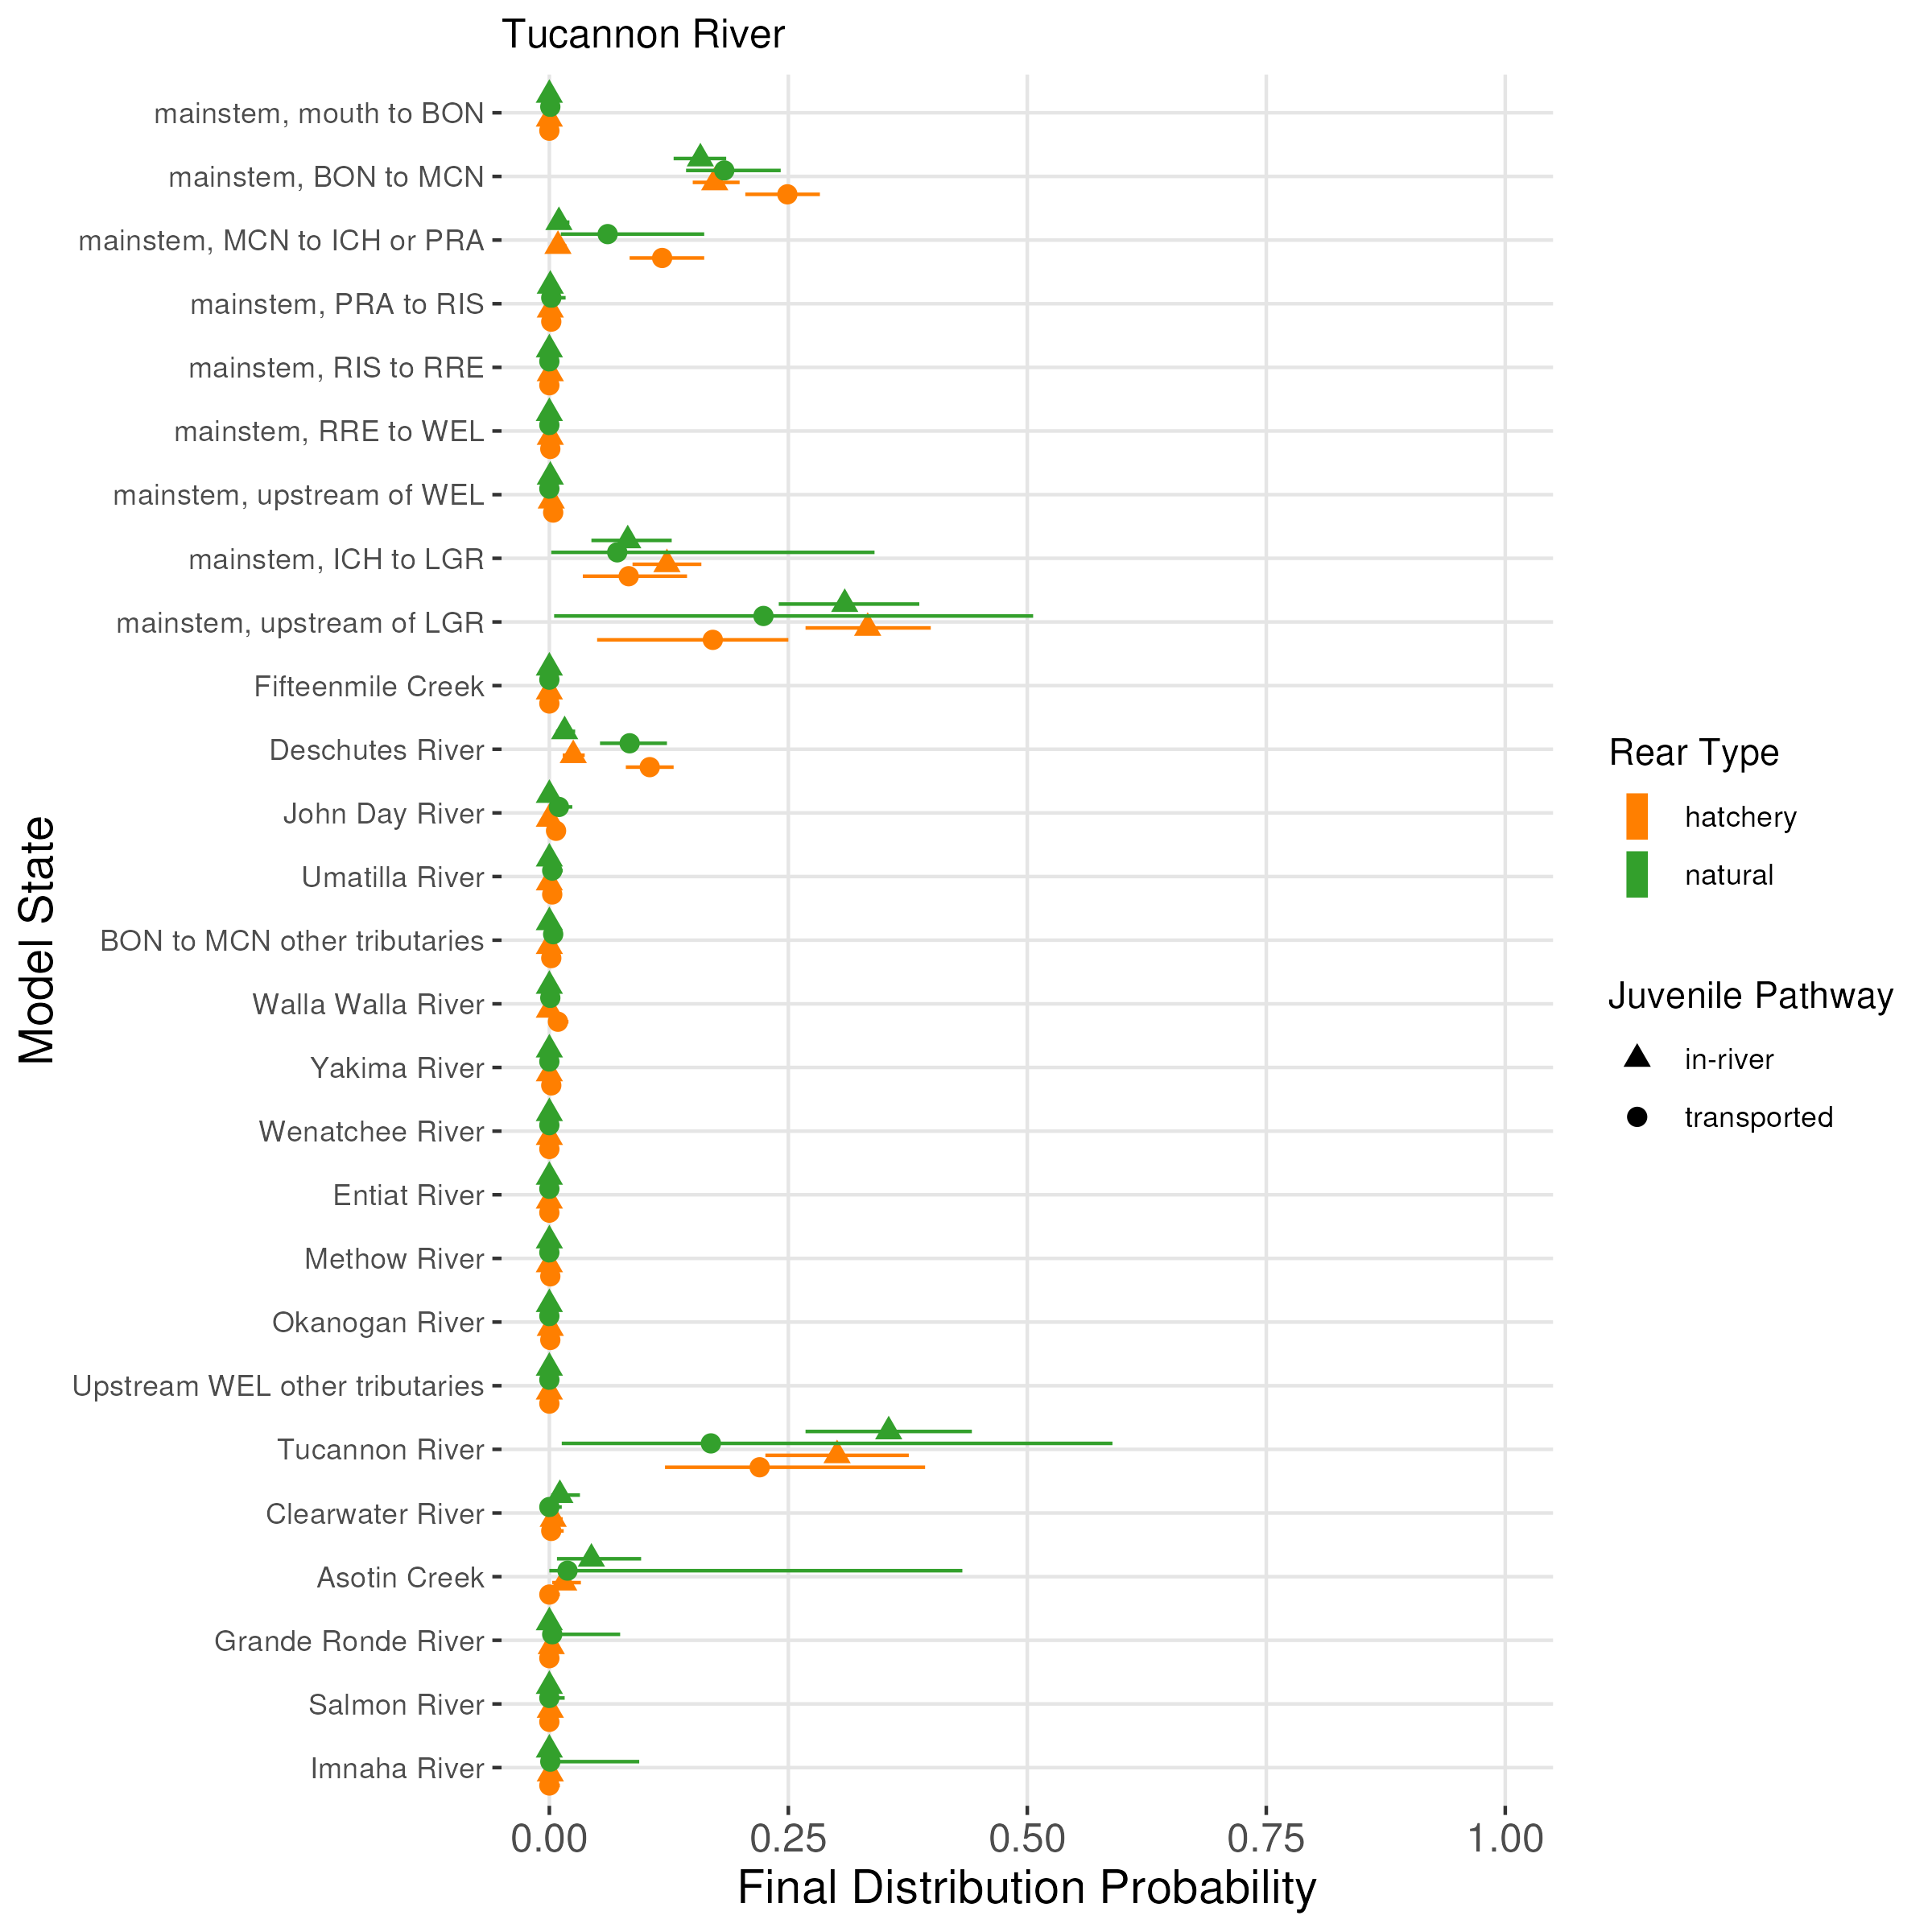 Tucannon River
mainstem, mouth to BON
mainstem, BON to MCN
mainstem, MCN to ICH or PRA
mainstem, PRA to RIS
mainstem, RIS to RRE
mainstem, RRE to WEL
mainstem, upstream of WEL
mainstem, ICH to LGR
mainstem, upstream of LGR
Fifteenmile Creek
Deschutes River
John Day River
Umatilla River
BON to MCN other tributaries
Walla Walla River
Yakima River
Wenatchee River
Entiat River
Methow River
Okanogan River
Upstream WEL other tributaries
Tucannon River
Clearwater River
Asotin Creek
Grande Ronde River
Salmon River
Imnaha River
Model State
0.00 0.25 0.50 0.75 1.00
Final Distribution Probability
Rear Type
hatchery
natural
Juvenile Pathway
in-river
transported